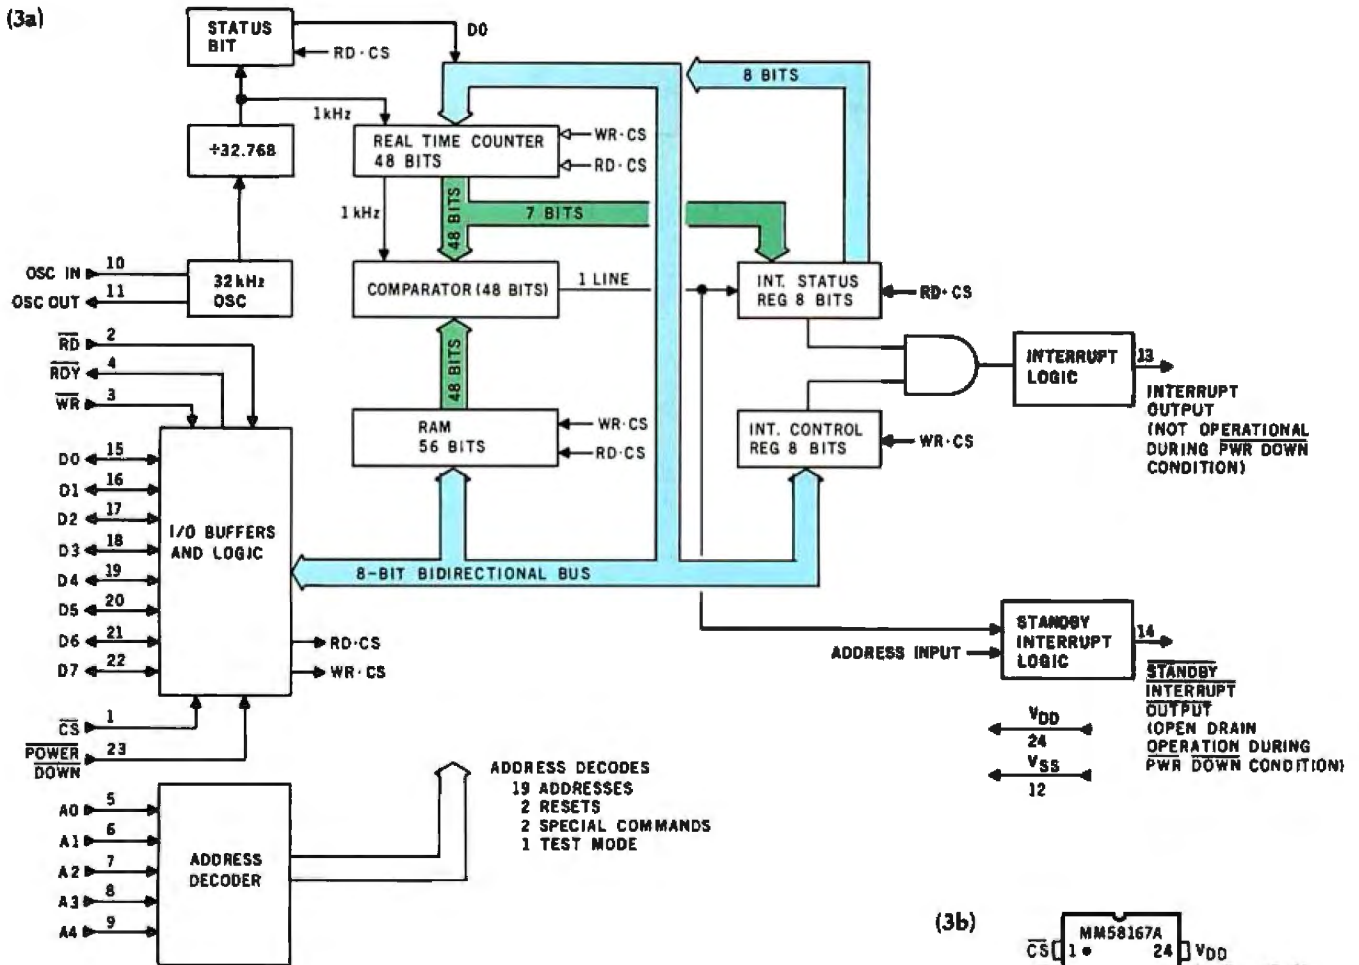 (3a)
STATUS
BIT
D0
RD·CS
8 BITS
1kHz
÷32.768
REAL TIME COUNTER
48 BITS
WR·CS
RD·CS
1kHz
48 BITS
7 BITS
OSC IN 10
OSC OUT 11
32kHz
OSC
COMPARATOR (48 BITS)
1 LINE
INT. STATUS
REG 8 BITS
RD·CS
RD 2
RDY 4
WR 3
48 BITS
RAM
56 BITS
WR·CS
RD·CS
INT. CONTROL
REG 8 BITS
WR·CS
INTERRUPT
LOGIC
13
INTERRUPT
OUTPUT
(NOT OPERATIONAL
DURING PWR DOWN
CONDITION)
D0 15
D1 16
D2 17
D3 18
D4 19
D5 20
D6 21
D7 22
I/O BUFFERS
AND LOGIC
8-BIT BIDIRECTIONAL BUS
RD·CS
WR·CS
CS 1
POWER 23
DOWN
ADDRESS INPUT
STANDBY
INTERRUPT
LOGIC
14
STANDBY
INTERRUPT
OUTPUT
(OPEN DRAIN
OPERATION DURING
PWR DOWN CONDITION)
VDD
24
VSS
12
A0 5
A1 6
A2 7
A3 8
A4 9
ADDRESS
DECODER
ADDRESS DECODES
19 ADDRESSES
2 RESETS
2 SPECIAL COMMANDS
1 TEST MODE
(3b)
MM58167A
CS 1 24 VDD